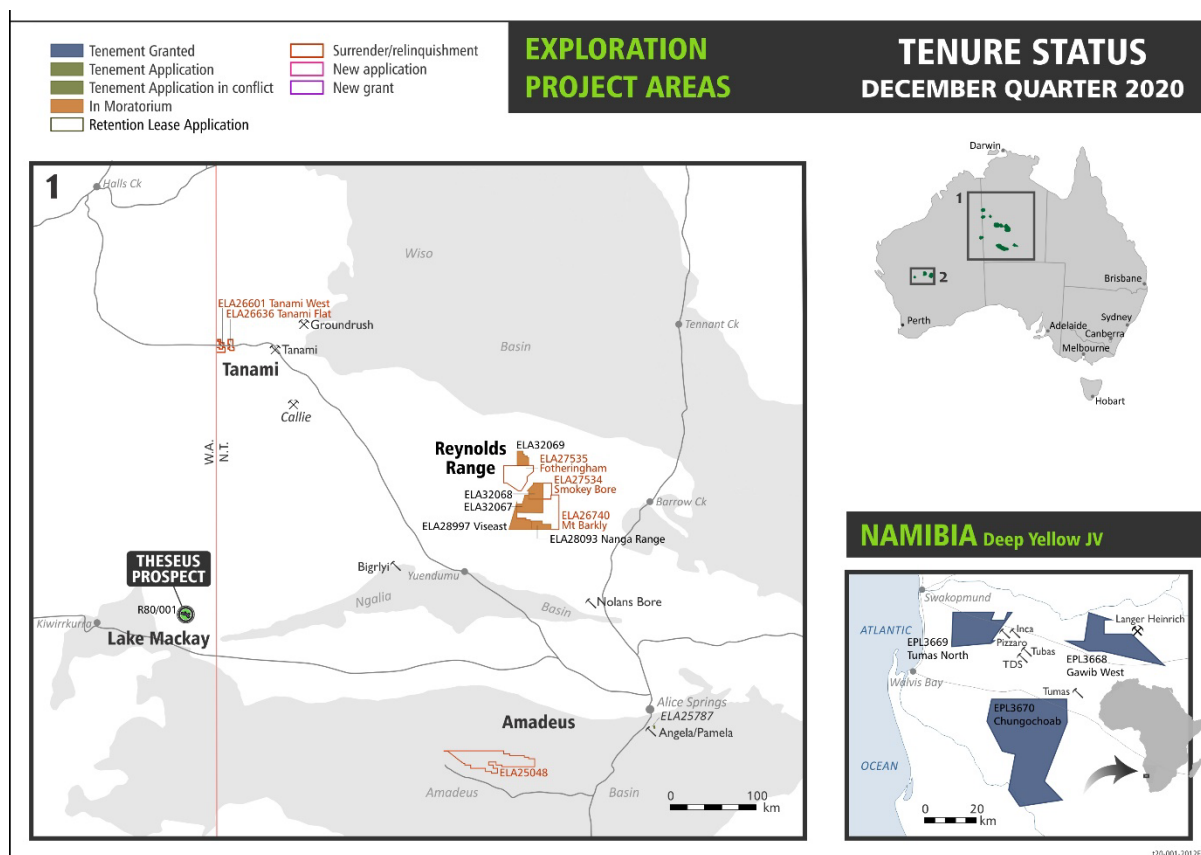 Tenement Granted
Tenement Application
Tenement Application in conflict
In Moratorium
Retention Lease Application
Surrender/relinquishment
New application
New grant
EXPLORATION
PROJECT AREAS
TENURE STATUS
DECEMBER QUARTER 2020
1
Halls Ck
Wiso
ELA26601 Tanami West
ELA26636 Tanami Flat
Groundrush
Tennant Ck
Basin
Tanami
Tanami
Callie
W.A.
N.T.
Reynolds
Range
ELA32069
ELA27535
Fotheringham
ELA27534
Smokey Bore
ELA32068
ELA32067
Barrow Ck
ELA26740
Mt Barkly
ELA28997 Viseast
ELA28093 Nanga Range
THESEUS
PROSPECT
Bigrlyi
Yuendumu
R80/001
Ngalia
Basin
Nolans Bore
Kiwirrkurra
Lake Mackay
Alice Springs
ELA25787
Amadeus
Angela/Pamela
ELA25048
Amadeus
Basin
0 100
km
Darwin
1
2
Brisbane
Perth
Adelaide
Sydney
Canberra
Melbourne
Hobart
NAMIBIA Deep Yellow JV
Swakopmund
ATLANTIC
Inca
Langer Heinrich
EPL3669
Tumas North
Pizzaro
Tubas
TDS
EPL3668
Gawib West
Walvis Bay
Tumas
EPL3670
Chungochoab
OCEAN
0 20
km